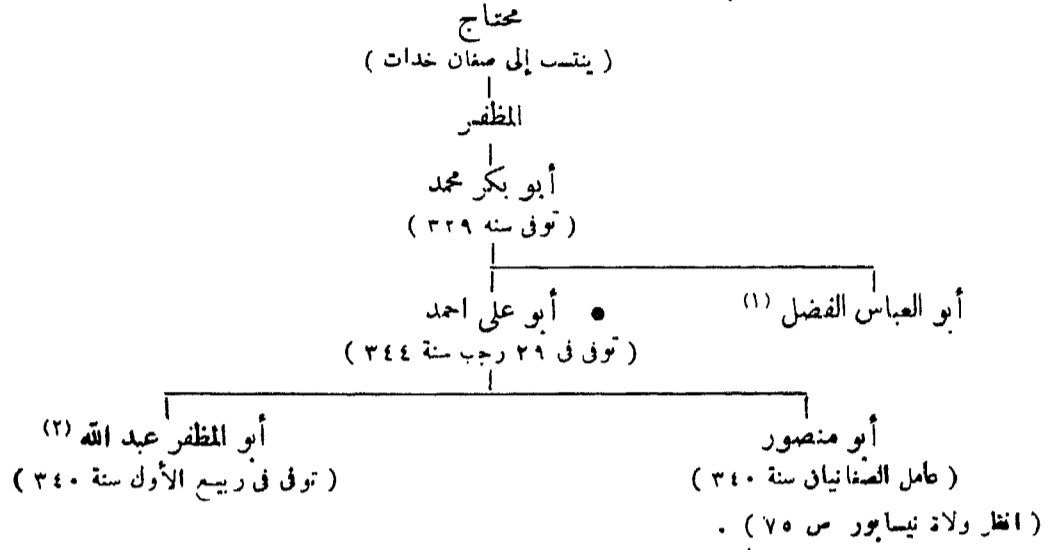 محتاج
( ينتسب إلى صغان خدات )
المظفر
أبو بكر محمد
( توفى سنه ٣٢٩ )
أبو العباس الفضل (١)
• أبو على احمد
( توفى فى ٢٩ رجب سنة ٣٤٤ )
أبو منصور
أبو المظفر عبد الله (٢)
( عامل الصغانيان سنة ٣٤٠ )
( توفى فى ربيع الأول سنة ٣٤٠ )
( انظر ولاة نيسابور ص ٧٥ ) .